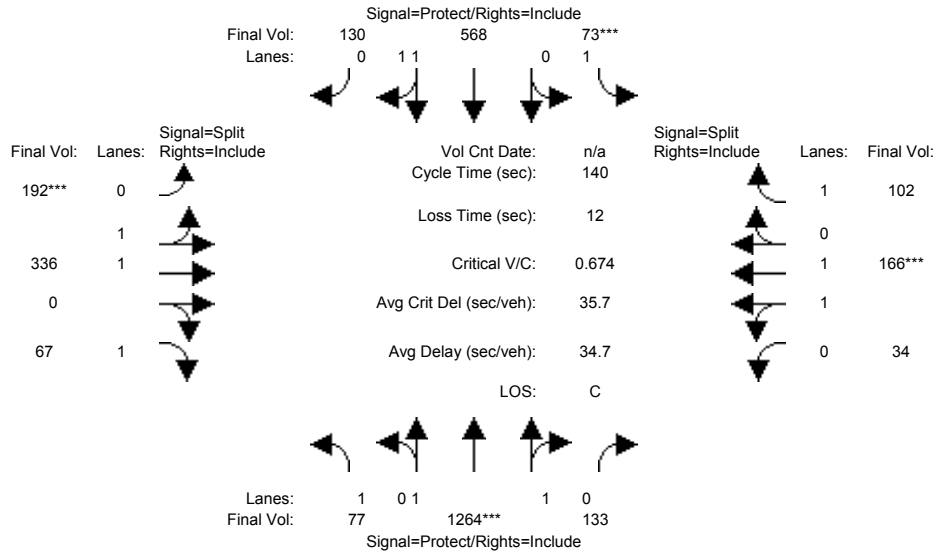 Signal=Protect/Rights=Include
Final Vol: 130 568 73***
Lanes: 0 1 1 0 1
Signal=Split
Final Vol: Lanes: Rights=Include
Vol Cnt Date: n/a
Signal=Split
Rights=Include Lanes: Final Vol:
Cycle Time (sec): 140
192*** 0
1 102
Loss Time (sec): 12
1
0
336 1
Critical V/C: 0.674
1 166***
0
Avg Crit Del (sec/veh): 35.7
1
67 1
Avg Delay (sec/veh): 34.7
0 34
LOS: C
Lanes: 1 0 1 1 0
Final Vol: 77 1264*** 133
Signal=Protect/Rights=Include